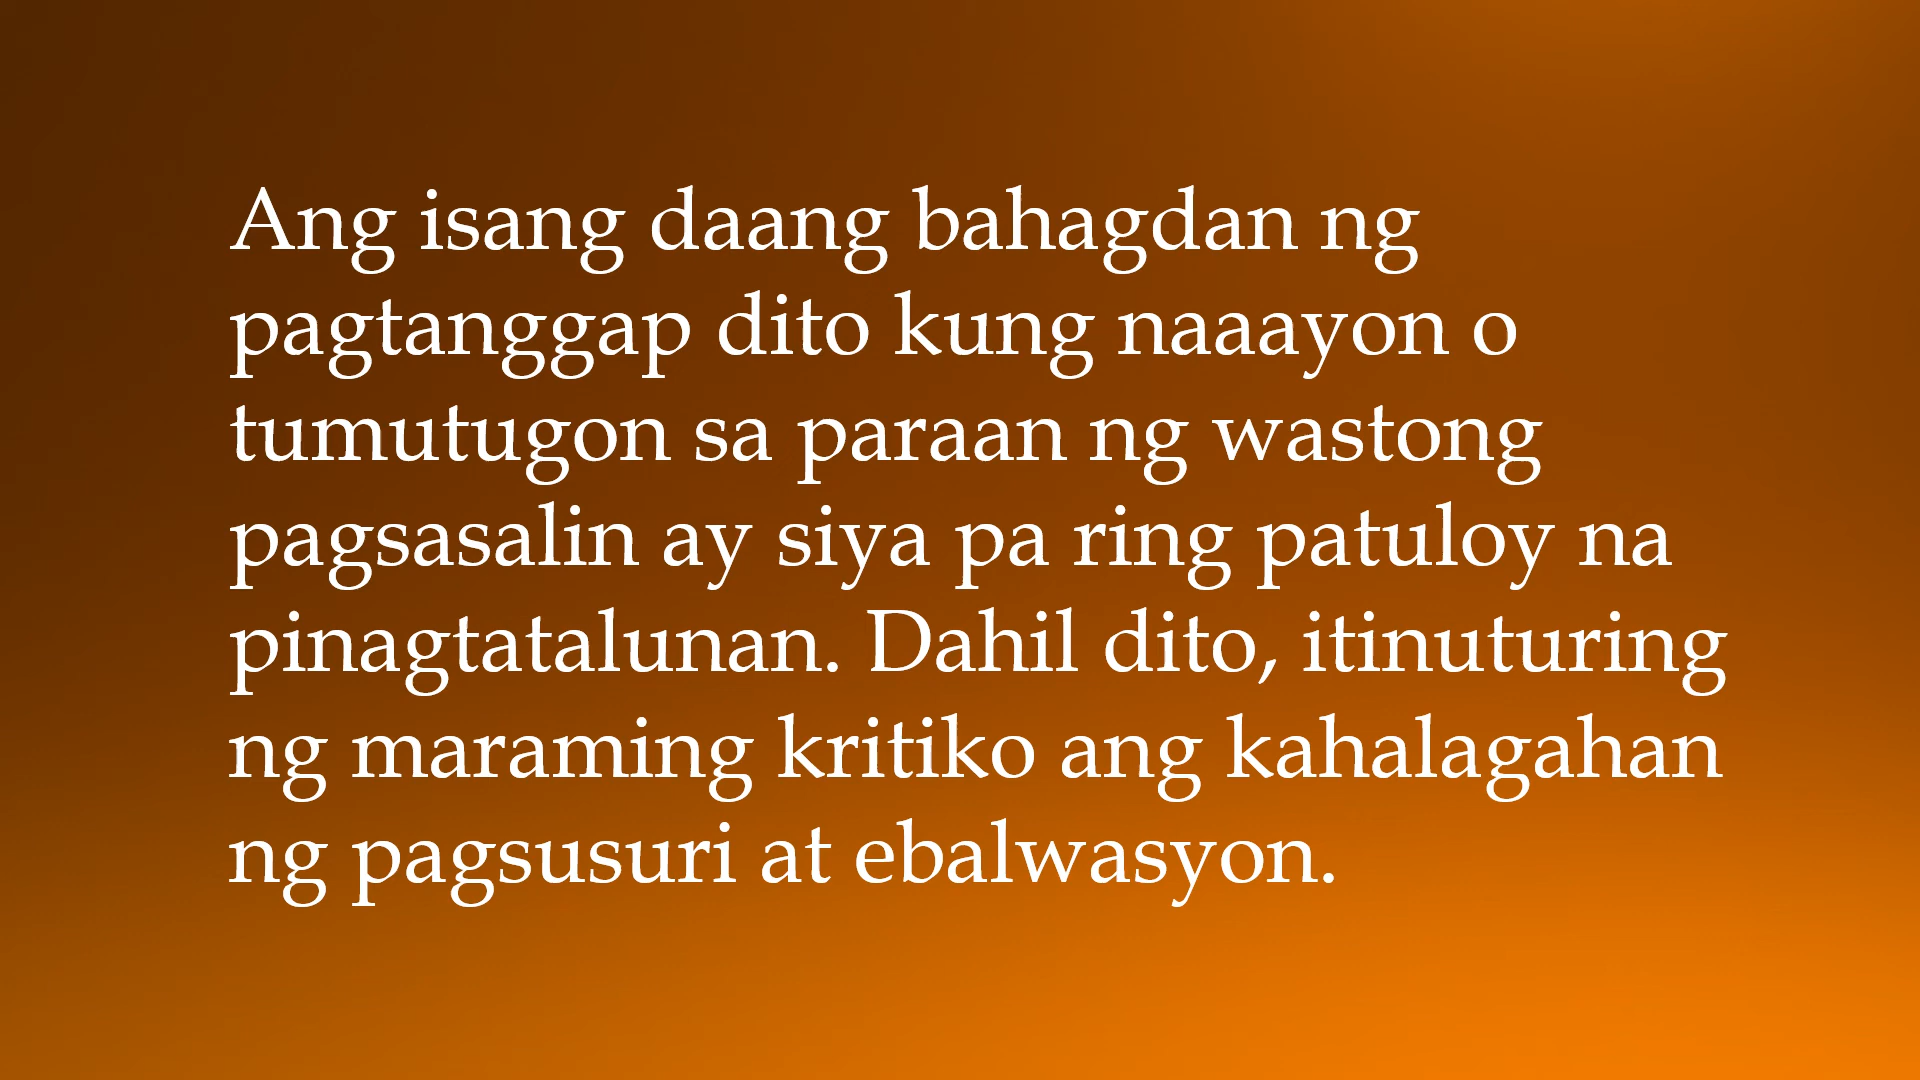 Ang isang daang bahagdan ng
pagtanggap dito kung naaayon o
tumutugon sa paraan ng wastong
pagsasalin ay siya pa ring patuloy na
pinagtatalunan. Dahil dito, itinuturing
ng maraming kritiko ang kahalagahan
ng pagsusuri at ebalwasyon.